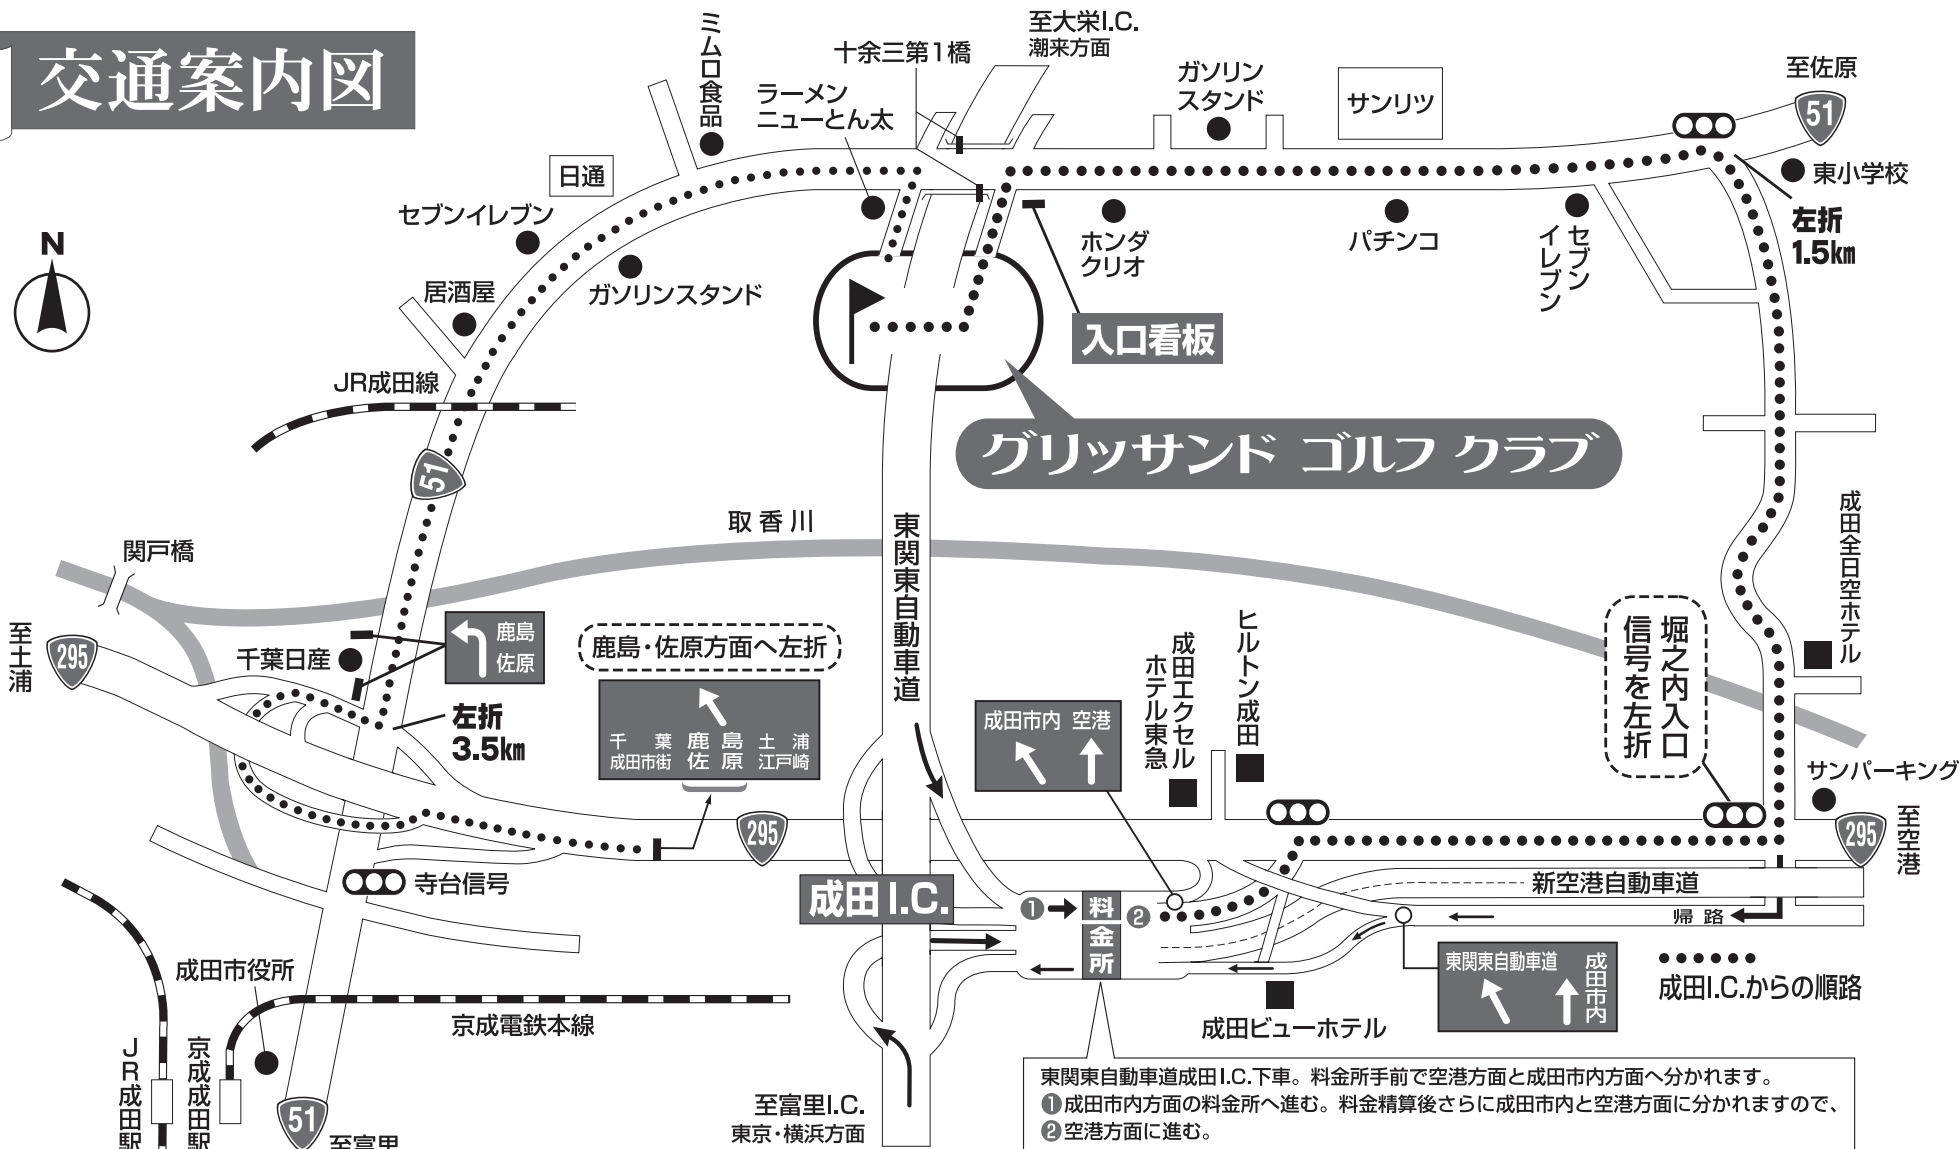 交通案内図
ミムロ食品
十余三第1橋
至大栄I.C.
潮来方面
ラーメン
ニューとん太
ガソリン
スタンド
サンリツ
至佐原
51
東小学校
左折
1.5km
日通
セブンイレブン
N
居酒屋
ガソリンスタンド
ホンダ
クリオ
パチンコ
セブン
イレブン
入口看板
JR成田線
グリッサンド ゴルフ クラブ
51
取香川
東関東自動車道
関戸橋
成田全日空ホテル
至土浦
295
千葉日産
鹿島
佐原
鹿島・佐原方面へ左折
左折
3.5km
千葉 鹿島 土浦
成田市街 佐原 江戸崎
成田市内 空港
成田エクセル
ホテル東急
ヒルトン成田
堀之内入口
信号を左折
サンパーキング
295
295
至空港
寺台信号
成田I.C.
❶
料金所
❷
新空港自動車道
帰路
東関東自動車道
成田市内
成田I.C.からの順路
成田市役所
京成電鉄本線
成田ビューホテル
JR成田駅
京成成田駅
51
至富里
至富里I.C.
東京・横浜方面
東関東自動車道成田I.C.下車。料金所手前で空港方面と成田市内方面へ分かれます。
❶成田市内方面の料金所へ進む。料金精算後さらに成田市内と空港方面に分かれますので、
❷空港方面に進む。